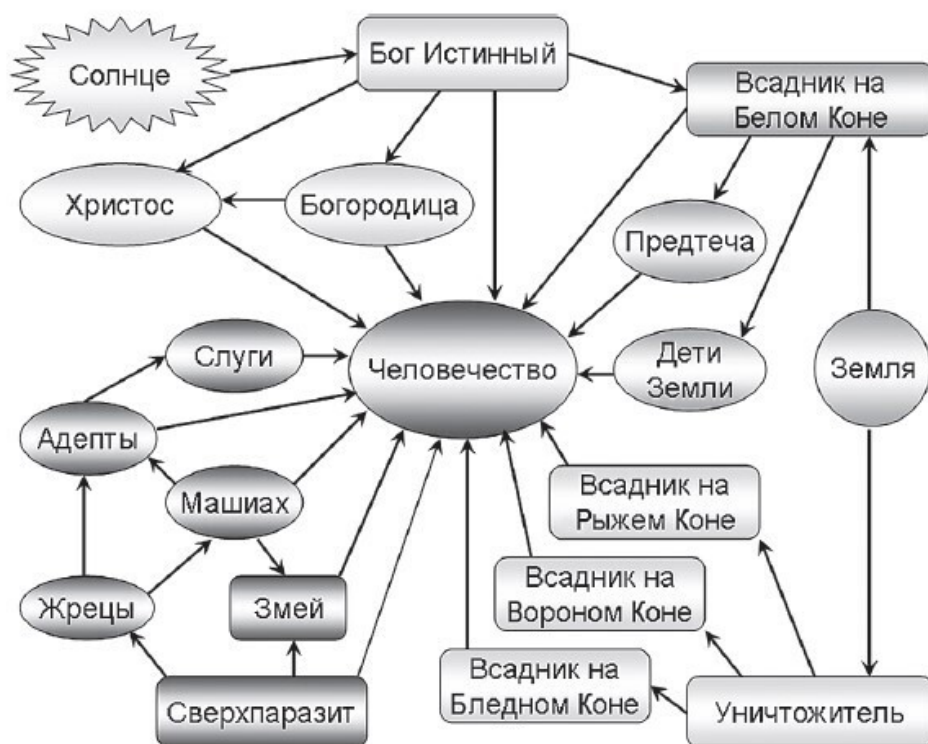 Солнце
Бог Истинный
Всадник на
Белом Коне
Христос
Богородица
Предтеча
Слуги
Человечество
Дети
Земли
Земля
Адепты
Машиах
Всадник на
Рыжем Коне
Жрецы
Змей
Всадник на
Вороном Коне
Сверхпаразит
Всадник на
Бледном Коне
Уничтожитель